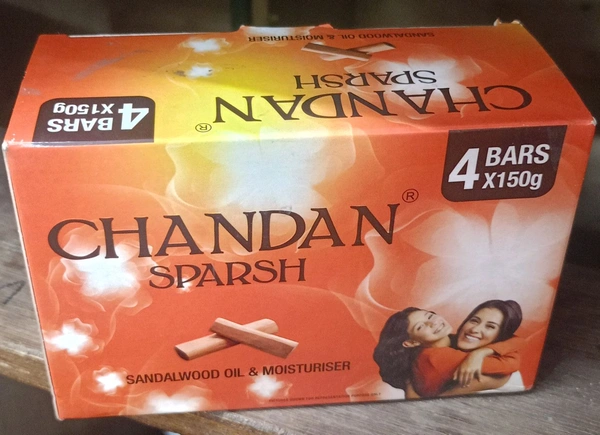 SANDALWOOD OIL & MOISTURISER
CHANDAN®
SPARSH
4 BARS
X150g
4 BARS
X150g
CHANDAN®
SPARSH
SANDALWOOD OIL & MOISTURISER